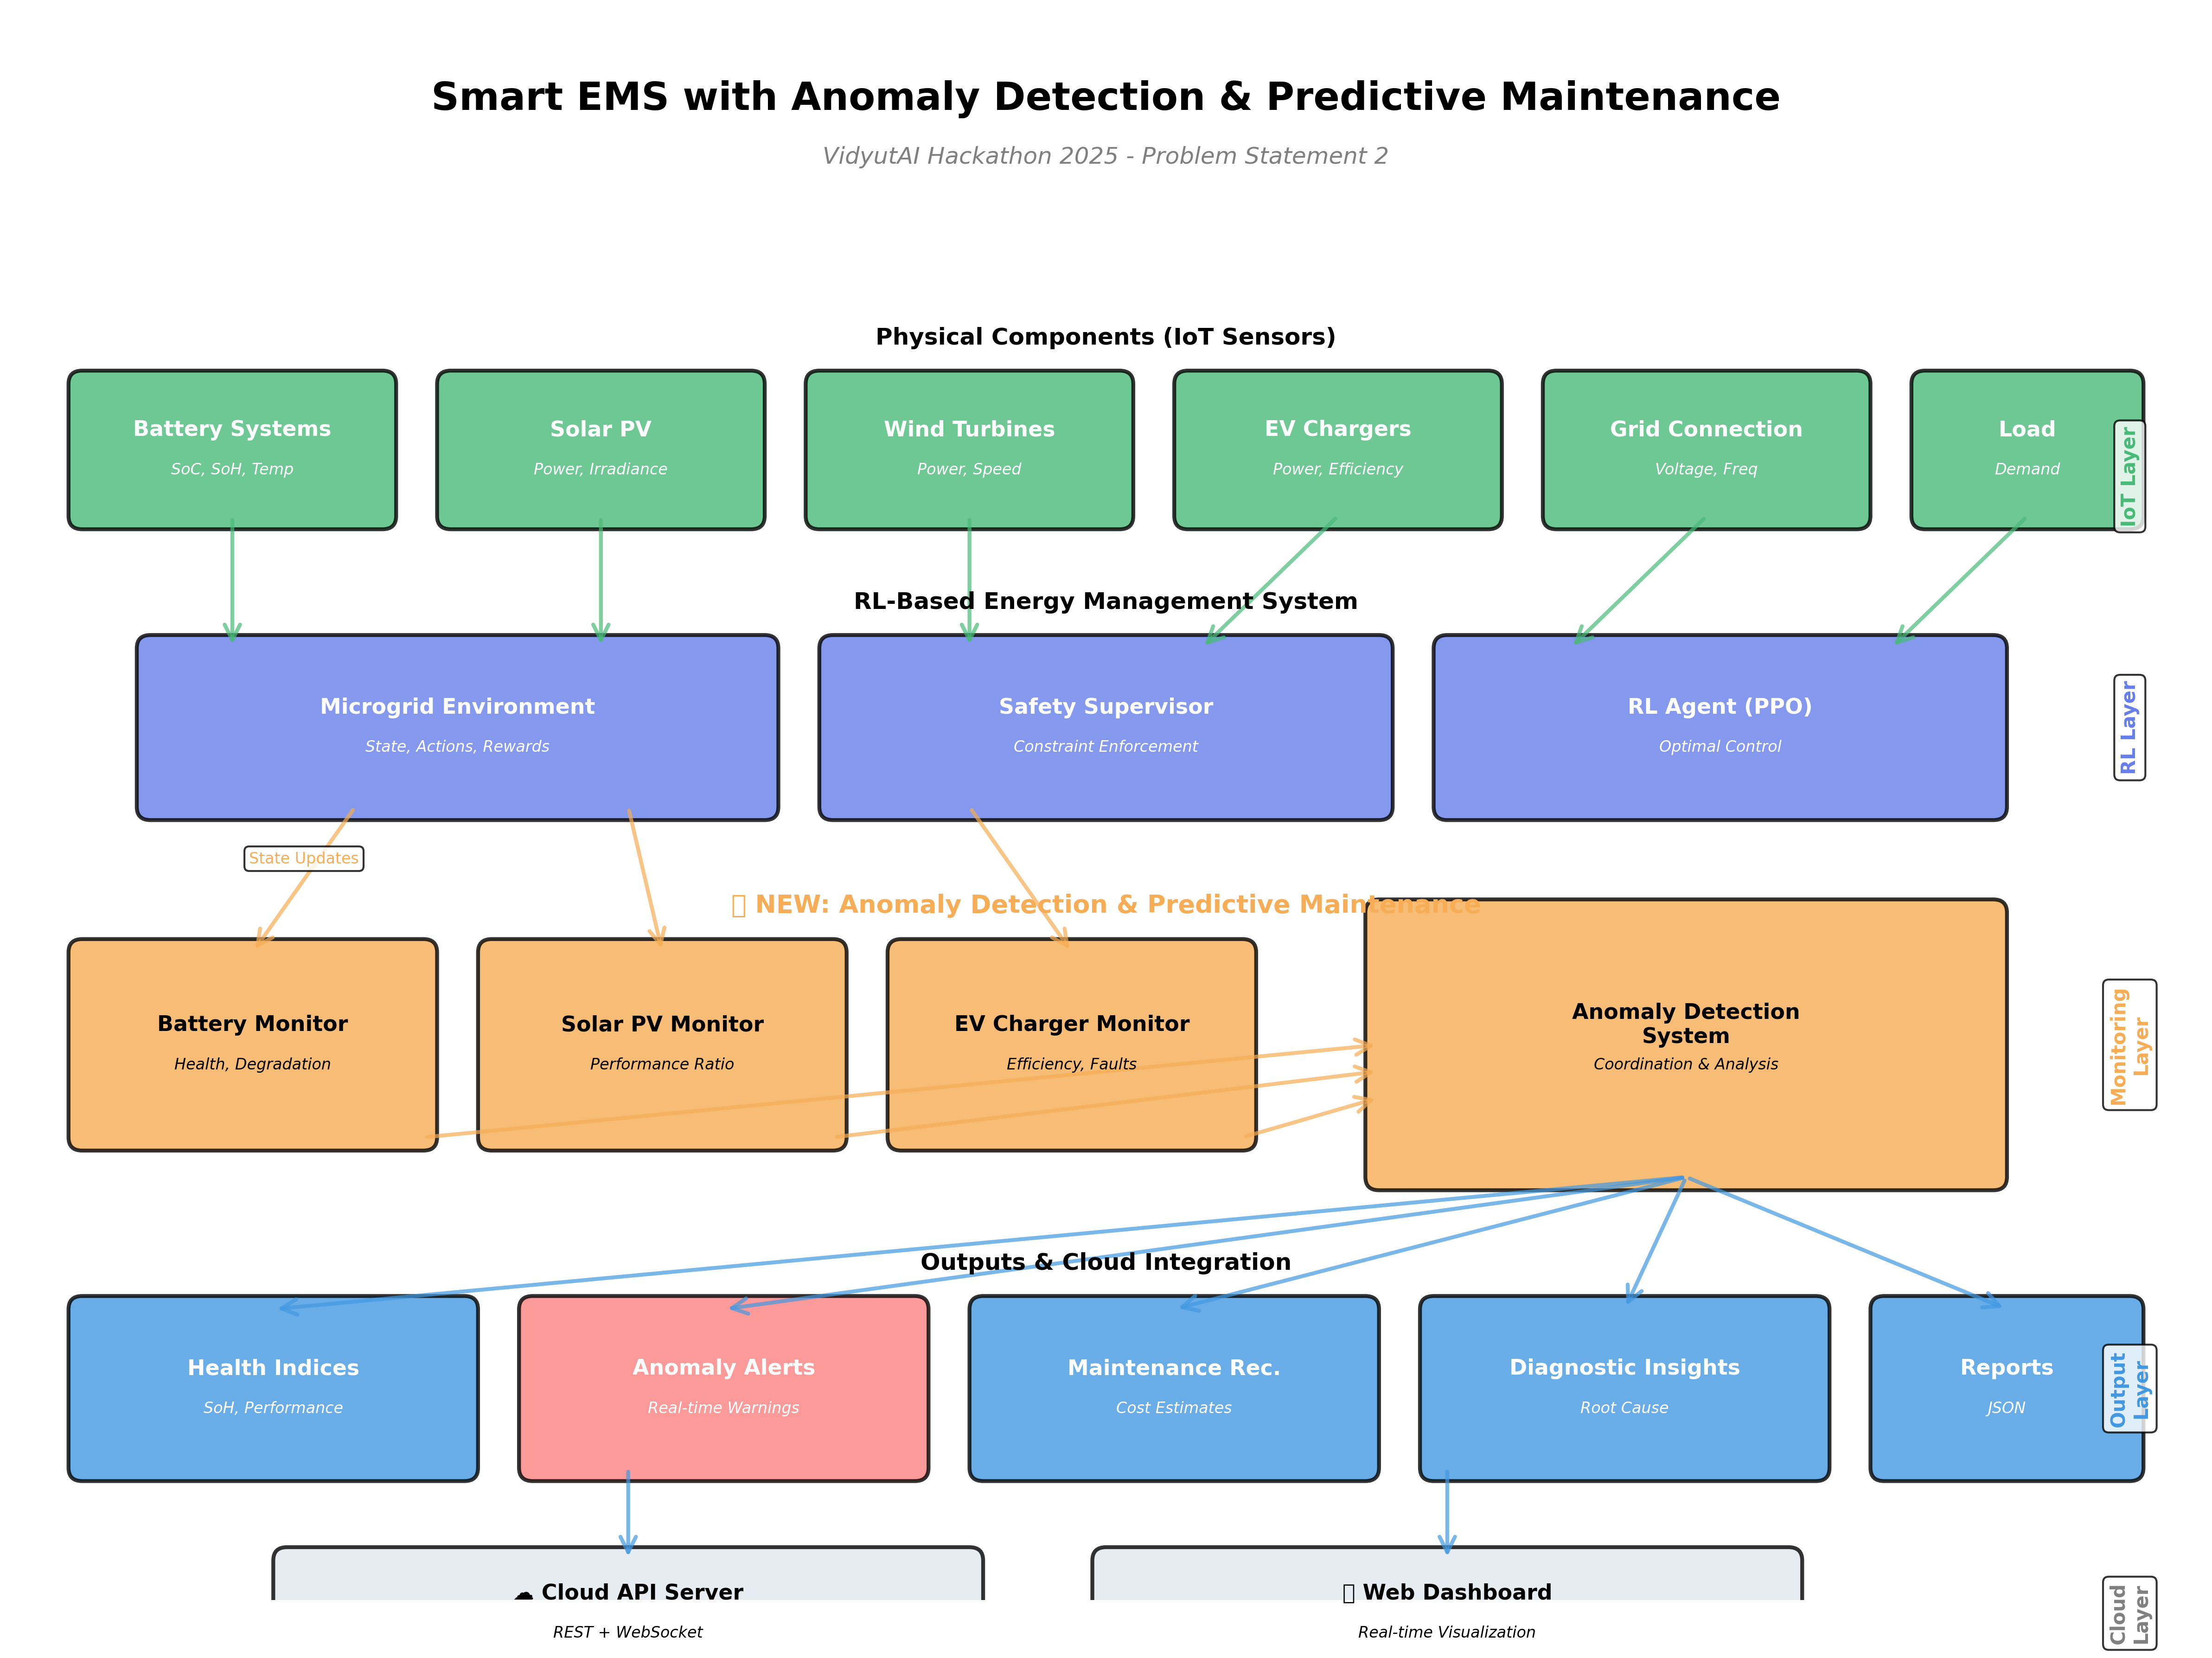 Smart EMS with Anomaly Detection & Predictive Maintenance
VidyutAI Hackathon 2025 - Problem Statement 2
Physical Components (IoT Sensors)
Battery Systems
SoC, SoH, Temp
Solar PV
Power, Irradiance
Wind Turbines
Power, Speed
EV Chargers
Power, Efficiency
Grid Connection
Voltage, Freq
Load
Demand
IoT Layer
RL-Based Energy Management System
Microgrid Environment
State, Actions, Rewards
Safety Supervisor
Constraint Enforcement
RL Agent (PPO)
Optimal Control
RL Layer
State Updates
NEW: Anomaly Detection & Predictive Maintenance
Battery Monitor
Health, Degradation
Solar PV Monitor
Performance Ratio
EV Charger Monitor
Efficiency, Faults
Anomaly Detection
System
Coordination & Analysis
Monitoring
Layer
Outputs & Cloud Integration
Health Indices
SoH, Performance
Anomaly Alerts
Real-time Warnings
Maintenance Rec.
Cost Estimates
Diagnostic Insights
Root Cause
Reports
JSON
Output
Layer
☁ Cloud API Server
REST + WebSocket
Web Dashboard
Real-time Visualization
Cloud
Layer